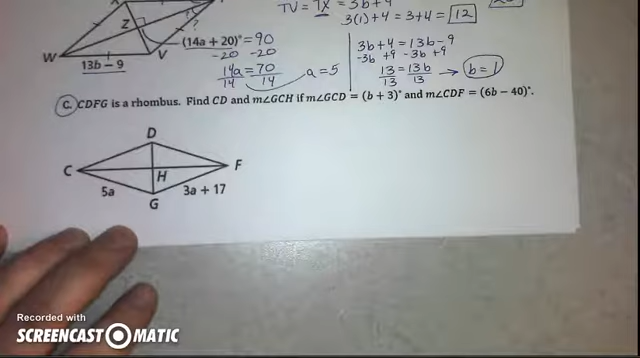 TV = 7x = 3b + 4
3(1)+4 = 3+4 = 12
Z
(14a + 20)° = 90
-20 -20
W
V
13b − 9
14a = 70
14 14
a = 5
3b+4 = 13b-9
-3b +9 -3b +9
13 = 13b
13 13
b = 1
C. CDFG is a rhombus. Find CD and m∠GCH if m∠GCD = (b + 3)° and m∠CDF = (6b − 40)°.
D
C
F
H
5a
3a + 17
G
Recorded with
SCREENCAST MATIC